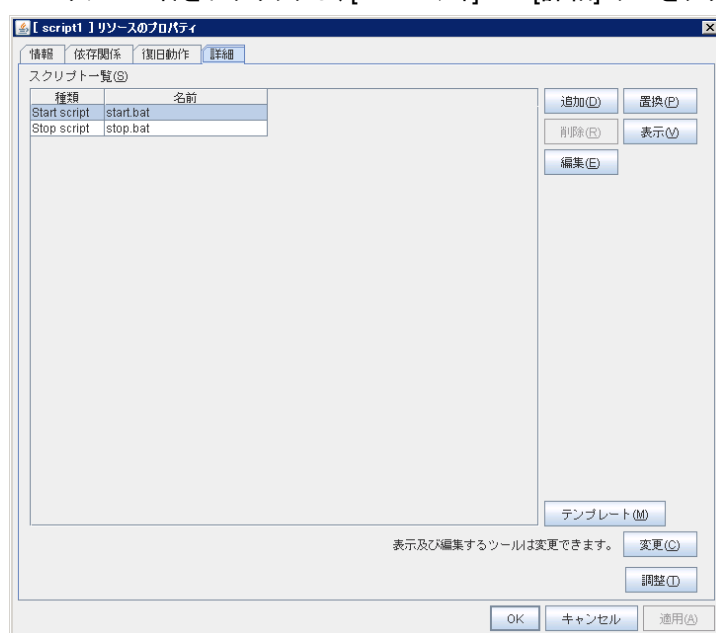 [ script1 ]リソースのプロパティ
情報 依存関係 復旧動作 詳細
スクリプト一覧(S)
種類 名前
Start script start.bat
Stop script stop.bat
追加(D) 置換(P)
削除(R) 表示(V)
編集(E)
テンプレート(M)
表示及び編集するツールは変更できます。 変更(C)
調整(T)
OK キャンセル 適用(A)